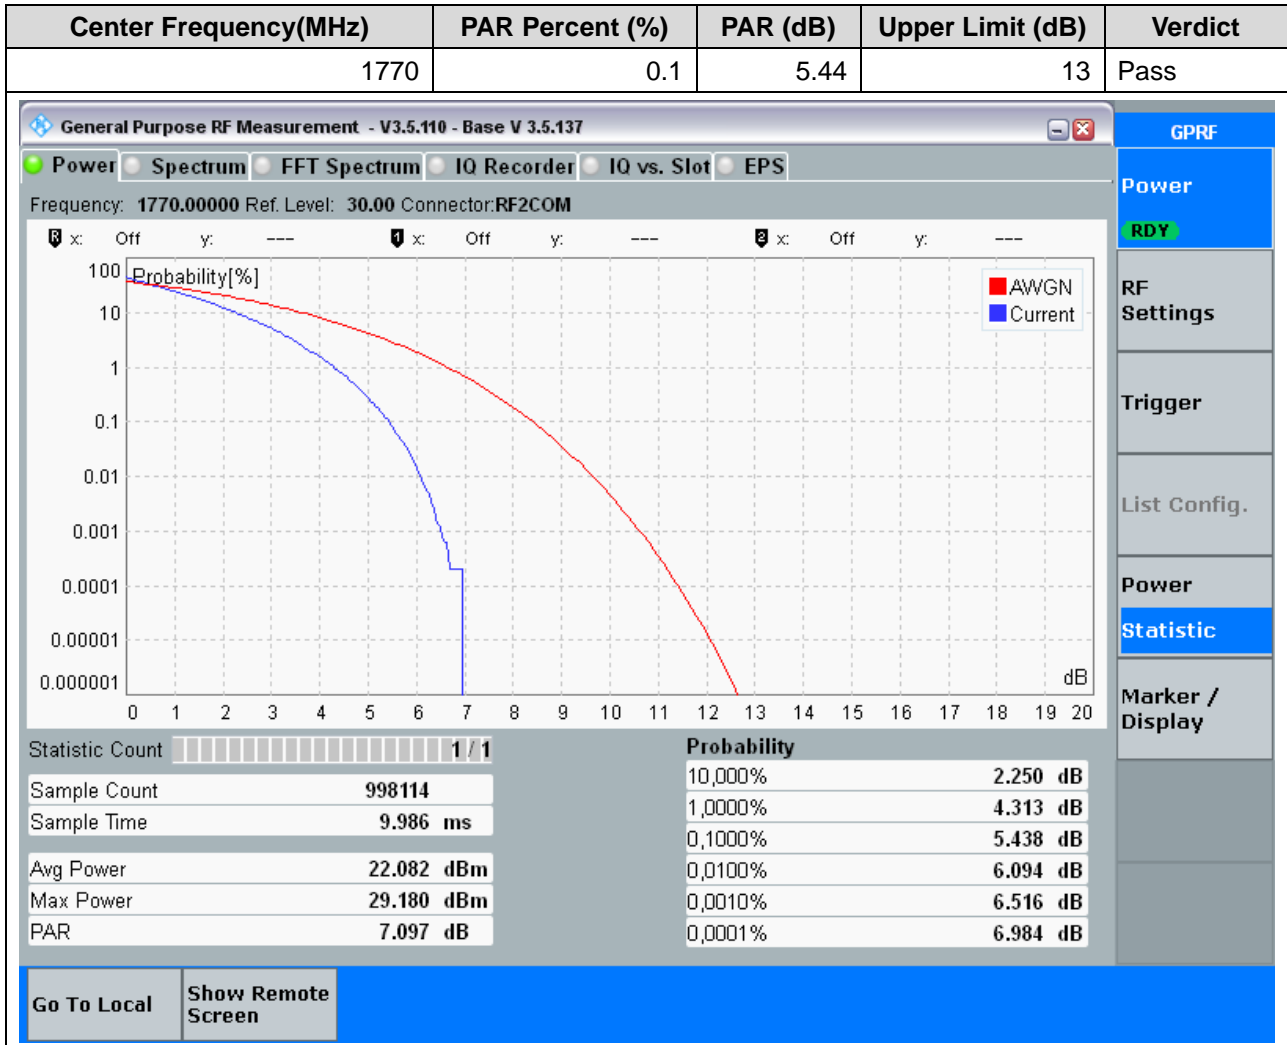 Center Frequency(MHz) PAR Percent (%) PAR (dB) Upper Limit (dB) Verdict
1770 0.1 5.44 13 Pass
General Purpose RF Measurement - V3.5.110 - Base V 3.5.137
GPRF
Power Spectrum FFT Spectrum IQ Recorder IQ vs. Slot EPS
Frequency: 1770.00000 Ref. Level: 30.00 Connector:RF2COM
R x: Off y: --- 1 x: Off y: --- 2 x: Off y: ---
Probability[%]
AWGN
Current
100
10
1
0.1
0.01
0.001
0.0001
0.00001
0.000001
dB
0 1 2 3 4 5 6 7 8 9 10 11 12 13 14 15 16 17 18 19 20
Statistic Count 1 / 1
Sample Count 998114
Sample Time 9.986 ms
Avg Power 22.082 dBm
Max Power 29.180 dBm
PAR 7.097 dB
Probability
10,000% 2.250 dB
1,0000% 4.313 dB
0,1000% 5.438 dB
0,0100% 6.094 dB
0,0010% 6.516 dB
0,0001% 6.984 dB
Power
RDY
RF
Settings
Trigger
List Config.
Power
Statistic
Marker /
Display
Go To Local
Show Remote
Screen